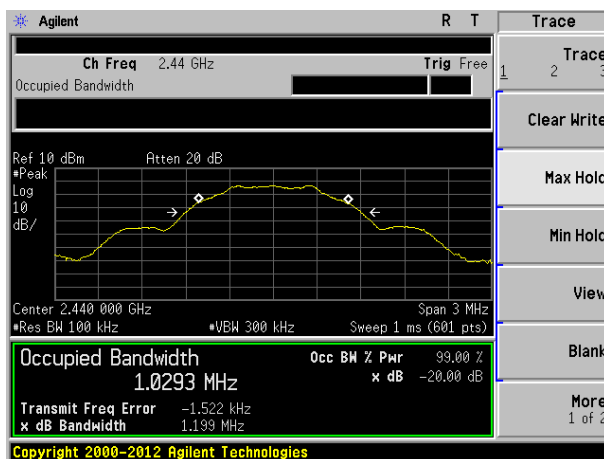 Agilent R T Trace
Ch Freq 2.44 GHz Trig Free
Occupied Bandwidth
Trace
1 2 3
Clear Write
Max Hold
Min Hold
View
Blank
More
1 of 2
Ref 10 dBm Atten 20 dB
#Peak
Log
10
dB/
Center 2.440 000 GHz Span 3 MHz
#Res BW 100 kHz #VBW 300 kHz Sweep 1 ms (601 pts)
Occupied Bandwidth Occ BW % Pwr 99.00 %
1.0293 MHz x dB -20.00 dB
Transmit Freq Error -1.522 kHz
x dB Bandwidth 1.199 MHz
Copyright 2000-2012 Agilent Technologies